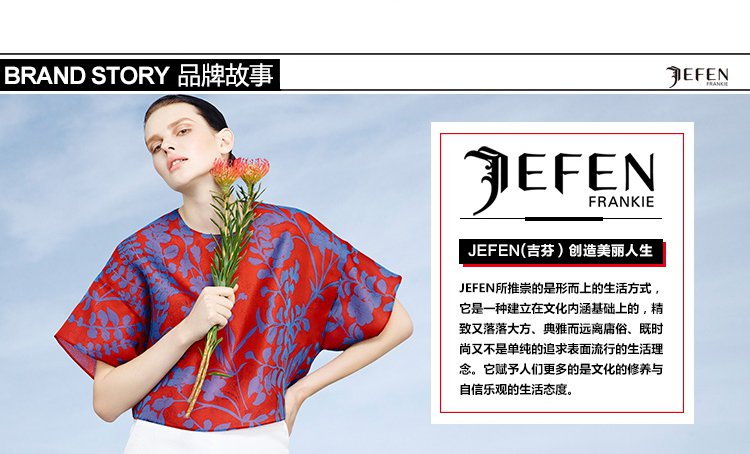 BRAND STORY 品牌故事
JEFEN
FRANKIE
JEFEN
FRANKIE
JEFEN(吉芬）创造美丽人生
JEFEN所推崇的是形而上的生活方式，
它是一种建立在文化内涵基础上的，精
致又落落大方、典雅而远离庸俗、既时
尚又不是单纯的追求表面流行的生活理
念。它赋予人们更多的是文化的修养与
自信乐观的生活态度。